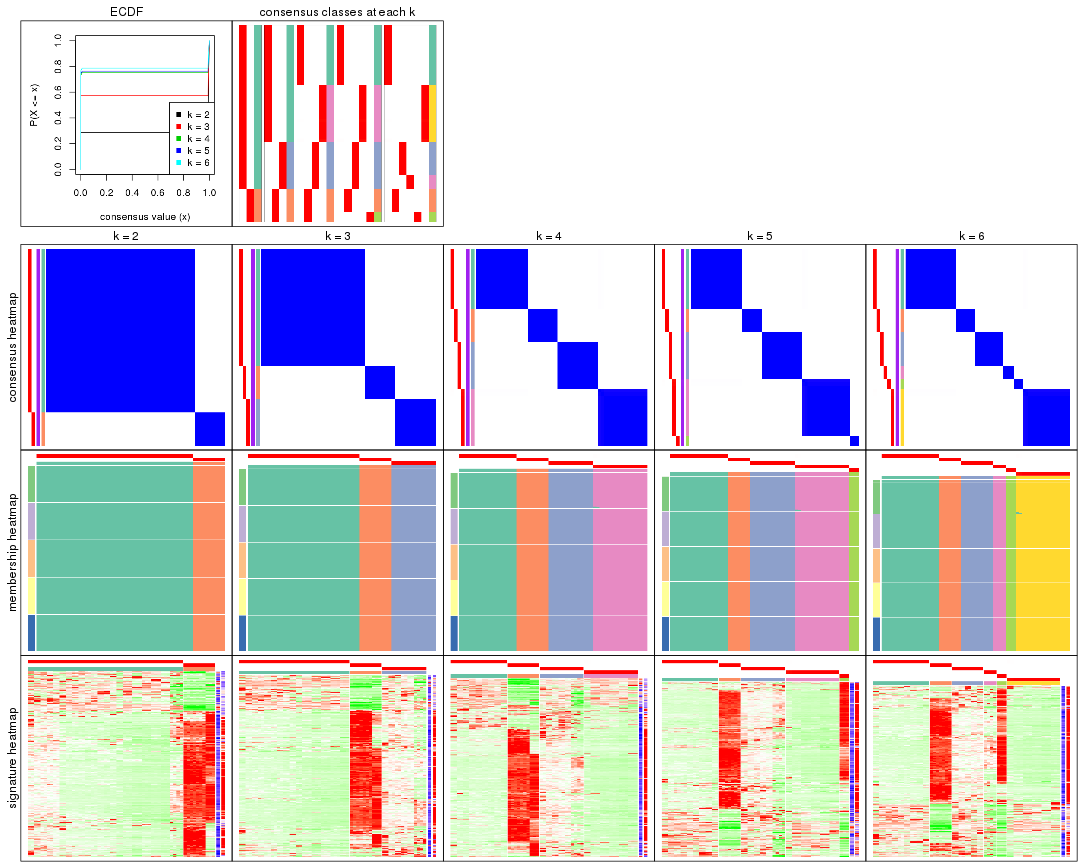 ECDF
consensus classes at each k
P(X <= x)
1.0
0.8
0.6
0.4
0.2
0.0
k = 2
k = 3
k = 4
k = 5
k = 6
0.0 0.2 0.4 0.6 0.8 1.0
consensus value (x)
k = 2
k = 3
k = 4
k = 5
k = 6
consensus heatmap
membership heatmap
signature heatmap